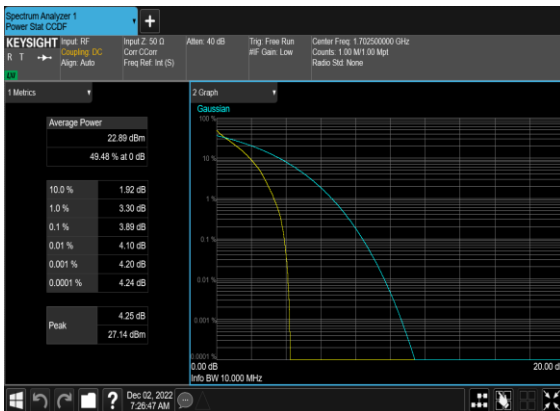 Spectrum Analyzer 1
Power Stat CCDF
+
KEYSIGHT
R T
LV
Input: RF
Coupling: DC
Align: Auto
Input Z: 50 Ω
Corr CCorr
Freq Ref: Int (S)
Atten: 40 dB
Trig: Free Run
#IF Gain: Low
Center Freq: 1.702500000 GHz
Counts: 1.00 M/1.00 Mpt
Radio Std: None
1 Metrics
Average Power
22.89 dBm
49.48 % at 0 dB
10.0 % 1.92 dB
1.0 % 3.30 dB
0.1 % 3.89 dB
0.01 % 4.10 dB
0.001 % 4.20 dB
0.0001 % 4.24 dB
Peak
4.25 dB
27.14 dBm
2 Graph
Gaussian
100 %
10 %
1 %
0.1 %
0.01 %
0.001 %
0.0001 %
0.00 dB
20.00 d
Info BW 10.000 MHz
?
Dec 02, 2022
7:26:47 AM